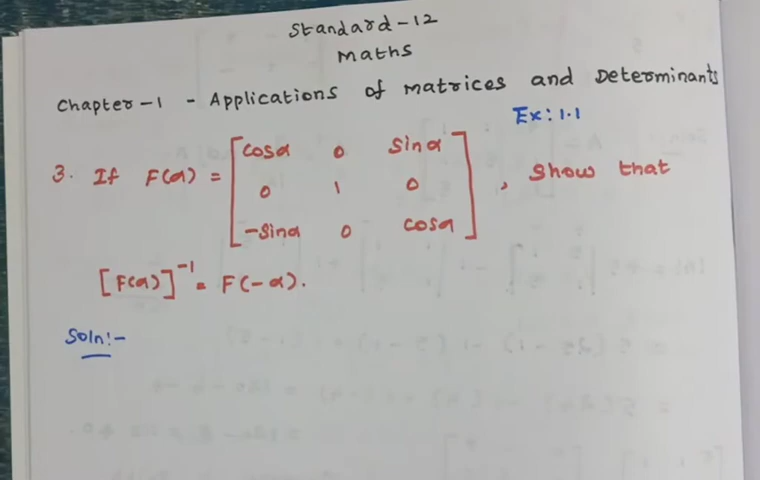 Standard-12
Maths
Chapter-1 - Applications of matrices and Determinants
Ex: 1.1
3. If F(α) = [cosα 0 sinα
0 1 0
-sinα 0 cosα], show that
[F(α)]⁻¹ = F(-α).
Soln:-